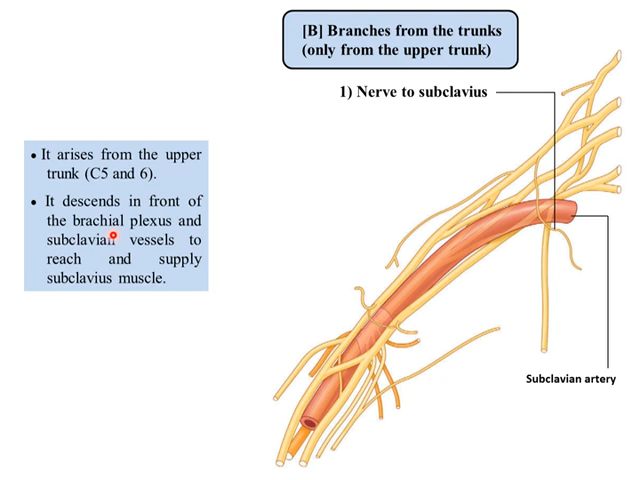 [B] Branches from the trunks
(only from the upper trunk)
1) Nerve to subclavius
• It arises from the upper
trunk (C5 and 6).
• It descends in front of
the brachial plexus and
subclavian vessels to
reach and supply
subclavius muscle.
Subclavian artery